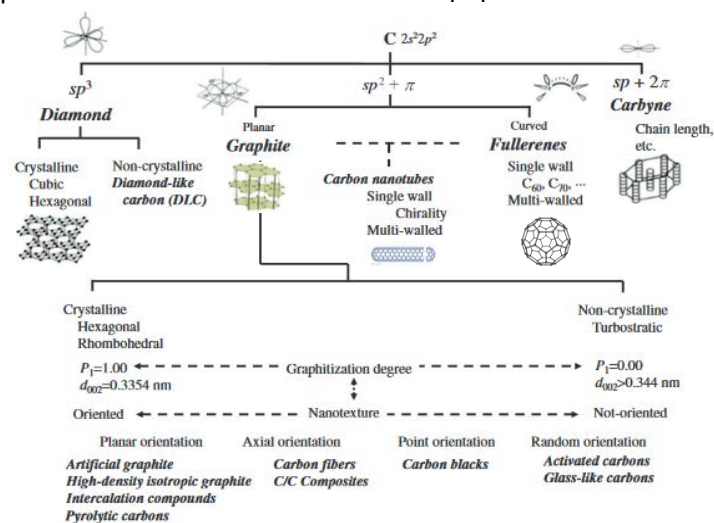 C 2s²2p²
sp³
Diamond
Crystalline
Cubic
Hexagonal
Non-crystalline
Diamond-like
carbon (DLC)
sp² + π
Planar
Graphite
Carbon nanotubes
Single wall
Chirality
Multi-walled
Curved
Fullerenes
Single wall
C₆₀, C₇₀, ...
Multi-walled
sp + 2π
Carbyne
Chain length,
etc.
Crystalline
Hexagonal
Rhombohedral
Non-crystalline
Turbostratic
P₁=1.00 Graphitization degree P₁=0.00
d₀₀₂=0.3354 nm d₀₀₂>0.344 nm
Oriented Nanotexture Not-oriented
Planar orientation Axial orientation Point orientation Random orientation
Artificial graphite Carbon fibers Carbon blacks Activated carbons
High-density isotropic graphite C/C Composites Glass-like carbons
Intercalation compounds
Pyrolytic carbons